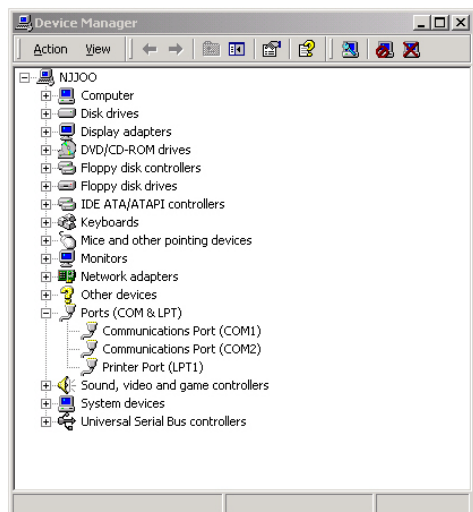 Device Manager
Action View
NJJOO
Computer
Disk drives
Display adapters
DVD/CD-ROM drives
Floppy disk controllers
Floppy disk drives
IDE ATA/ATAPI controllers
Keyboards
Mice and other pointing devices
Monitors
Network adapters
Other devices
Ports (COM & LPT)
Communications Port (COM1)
Communications Port (COM2)
Printer Port (LPT1)
Sound, video and game controllers
System devices
Universal Serial Bus controllers